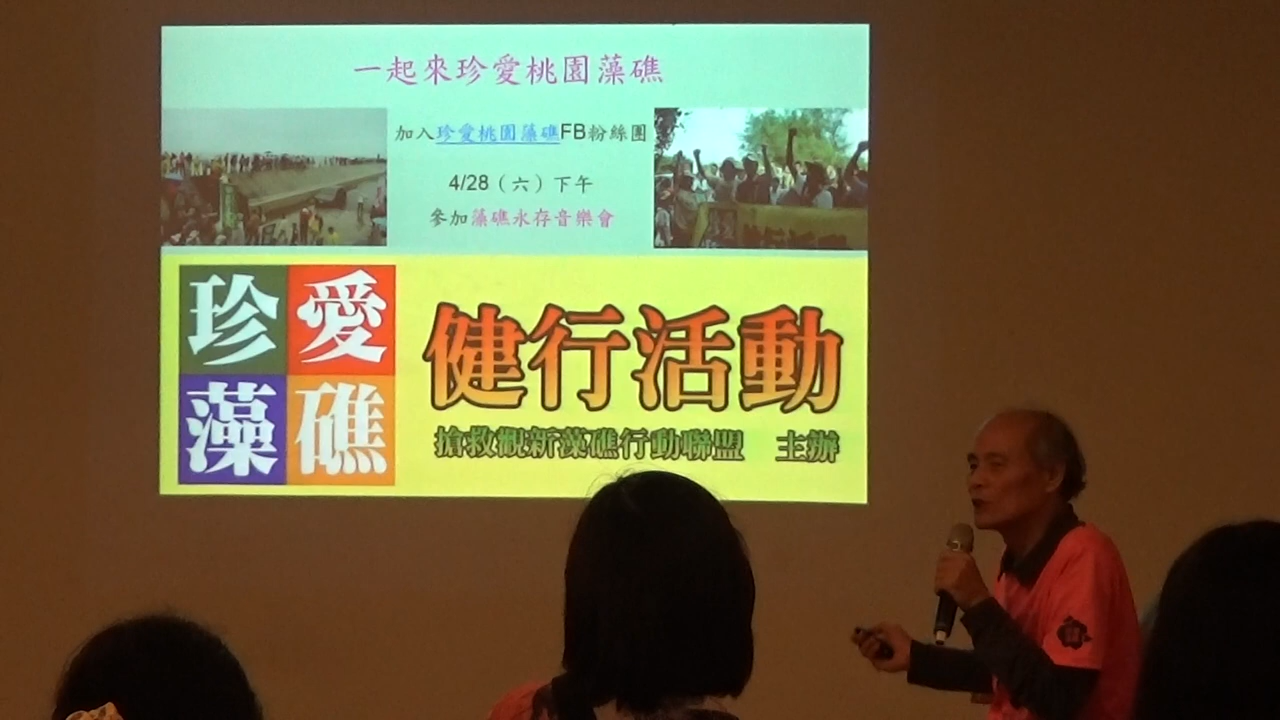 一起來珍愛桃園藻礁
加入珍愛桃園藻礁FB粉絲團
4/28（六）下午
參加藻礁永存音樂會
珍愛
藻礁
健行活動
搶救觀新藻礁行動聯盟 主辦